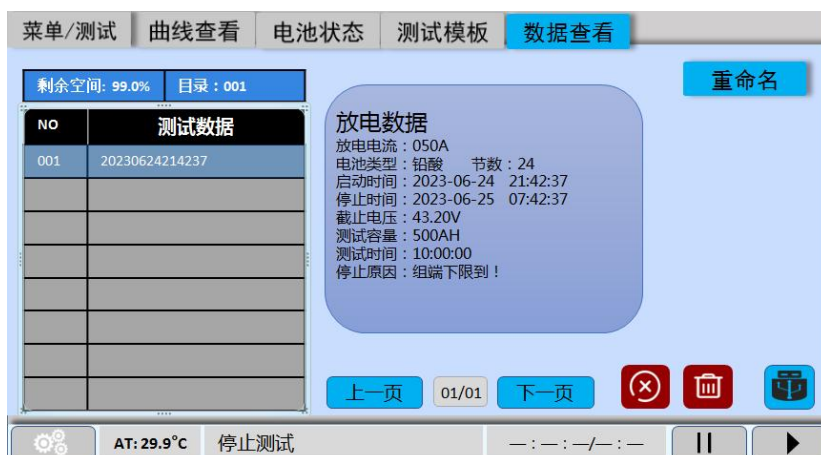 菜单/测试 曲线查看 电池状态 测试模板 数据查看
剩余空间: 99.0% 目录：001
重命名
NO 测试数据
001 20230624214237
放电数据
放电电流：050A
电池类型：铅酸 节数：24
启动时间：2023-06-24 21:42:37
停止时间：2023-06-25 07:42:37
截止电压：43.20V
测试容量：500AH
测试时间：10:00:00
停止原因：组端下限到！
上一页 01/01 下一页
AT: 29.9°C 停止测试 —:—:—/—:—